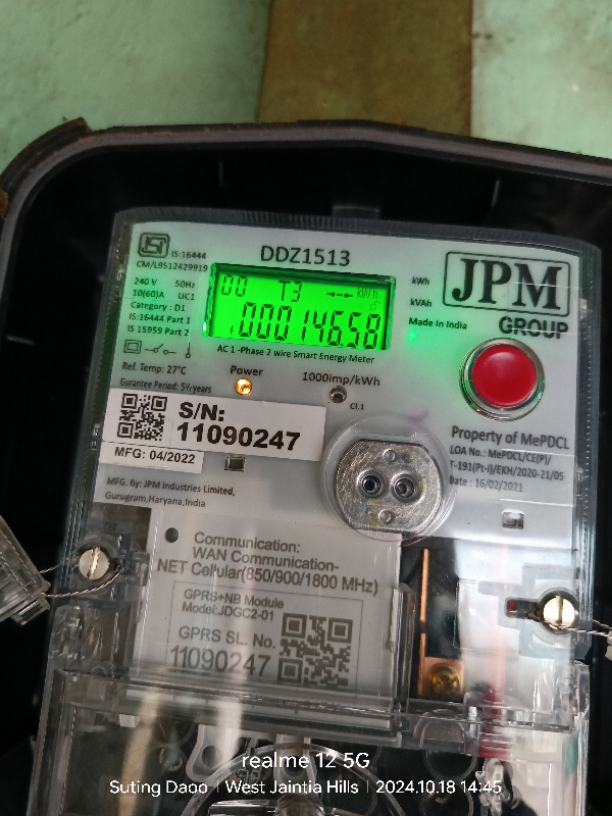 IS:16444
CM/L9512429919
DDZ1513
240 V 50Hz
10(60)A UC1
Category : D1
IS:16444 Part 1
IS 15959 Part 2
00 T3 kWh
.00014658
kWh
kVAh
Made in India
JPM
GROUP
AC 1-Phase 2 wire Smart Energy Meter
Ref. Temp: 27°C
Gurantee Period: 5½ years
Power
1000imp/kWh
Cl.1
S/N:
11090247
MFG: 04/2022
MFG. By: JPM Industries Limited,
Gurugram,Haryana,India
Property of MePDCL
LOA No.: MePDCL/CE(P)/
T-191(Pt-I)/EKH/2020-21/05
Date : 16/02/2021
Communication:
WAN Communication-
NET Cellular(850/900/1800 MHz)
GPRS+NB Module
Model:JDGC2-01
GPRS SL. No.
11090247
realme 12 5G
Suting Daoo | West Jaintia Hills | 2024.10.18 14:45